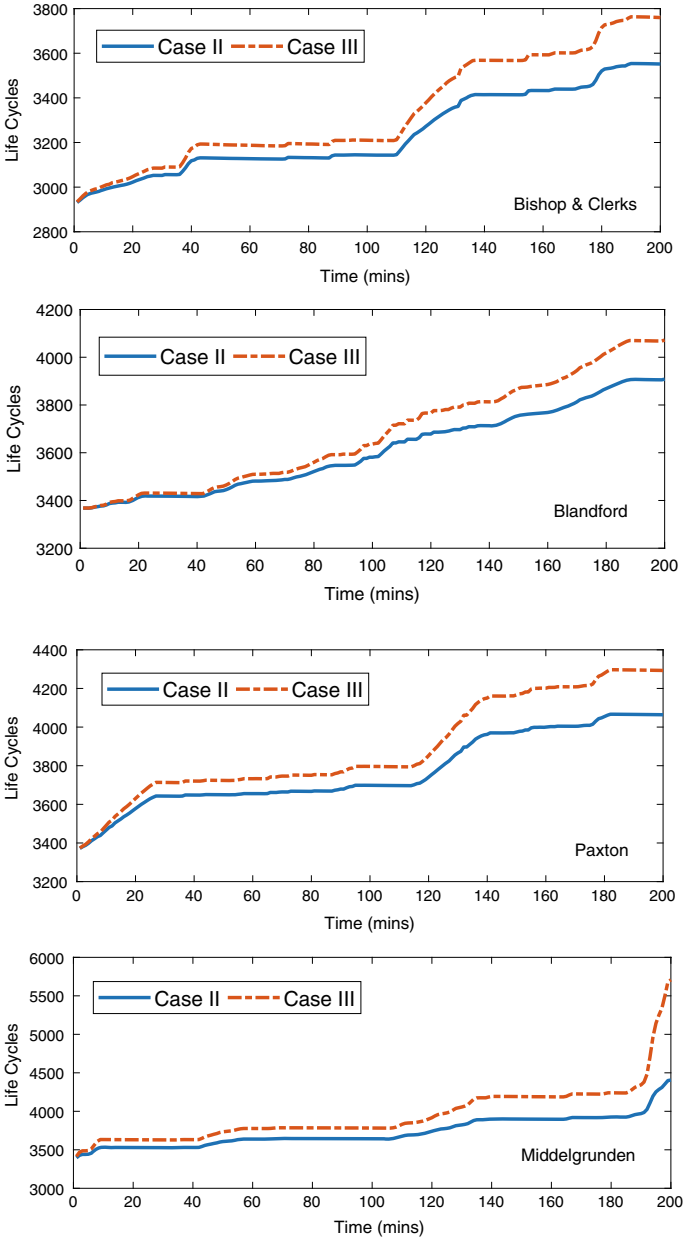 3800
3600
3400
3200
3000
2800
Life Cycles
Case II
Case III
Bishop & Clerks
0 20 40 60 80 100 120 140 160 180 200
Time (mins)
4200
4000
3800
3600
3400
3200
Life Cycles
Case II
Case III
Blandford
0 20 40 60 80 100 120 140 160 180 200
Time (mins)
4400
4200
4000
3800
3600
3400
3200
Life Cycles
Case II
Case III
Paxton
0 20 40 60 80 100 120 140 160 180 200
Time (mins)
6000
5500
5000
4500
4000
3500
3000
Life Cycles
Case II
Case III
Middelgrunden
0 20 40 60 80 100 120 140 160 180 200
Time (mins)